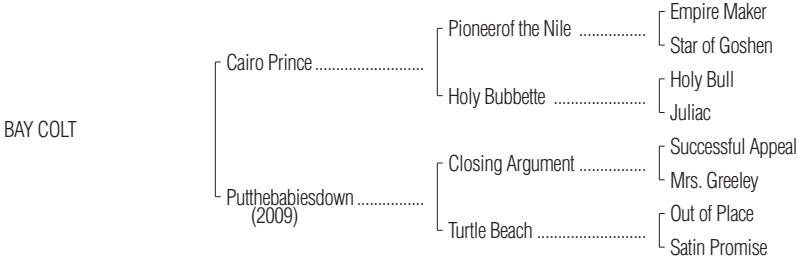 Empire Maker
Pioneerof the Nile ................
Star of Goshen
Cairo Prince ..........................
Holy Bull
Holy Bubbette ......................
Juliac
BAY COLT
Successful Appeal
Closing Argument ................
Mrs. Greeley
Putthebabiesdown ................
(2009)
Out of Place
Turtle Beach ..........................
Satin Promise